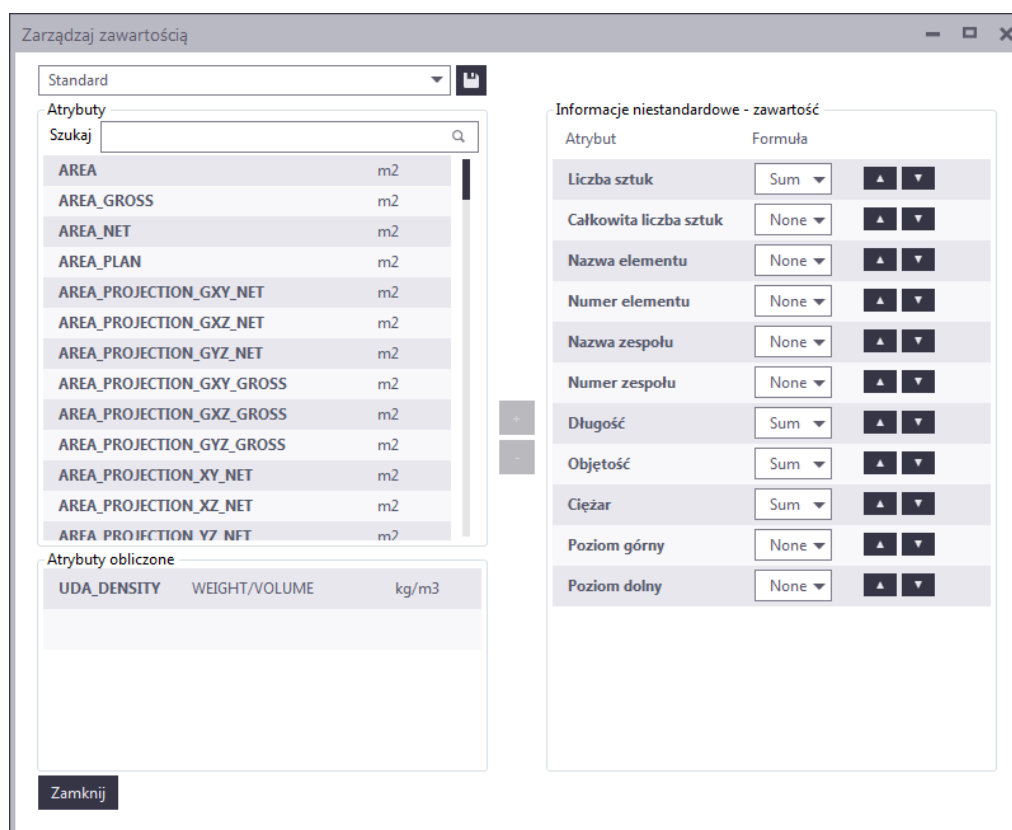 Zarządzaj zawartością
Standard
Atrybuty
Szukaj
AREA m2
AREA_GROSS m2
AREA_NET m2
AREA_PLAN m2
AREA_PROJECTION_GXY_NET m2
AREA_PROJECTION_GXZ_NET m2
AREA_PROJECTION_GYZ_NET m2
AREA_PROJECTION_GXY_GROSS m2
AREA_PROJECTION_GXZ_GROSS m2
AREA_PROJECTION_GYZ_GROSS m2
AREA_PROJECTION_XY_NET m2
AREA_PROJECTION_XZ_NET m2
AREA_PROJECTION_YZ_NET m2
Atrybuty obliczone
UDA_DENSITY WEIGHT/VOLUME kg/m3
Zamknij
+
-
Informacje niestandardowe - zawartość
Atrybut Formuła
Liczba sztuk Sum
Całkowita liczba sztuk None
Nazwa elementu None
Numer elementu None
Nazwa zespołu None
Numer zespołu None
Długość Sum
Objętość Sum
Ciężar Sum
Poziom górny None
Poziom dolny None